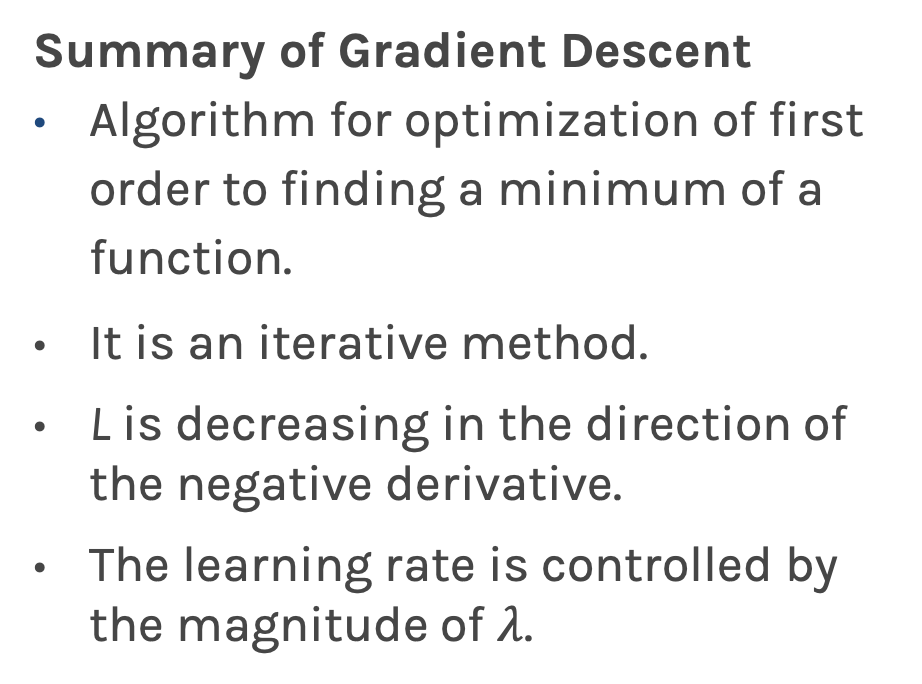 Summary of Gradient Descent
• Algorithm for optimization of first
order to finding a minimum of a
function.
• It is an iterative method.
• L is decreasing in the direction of
the negative derivative.
• The learning rate is controlled by
the magnitude of λ.